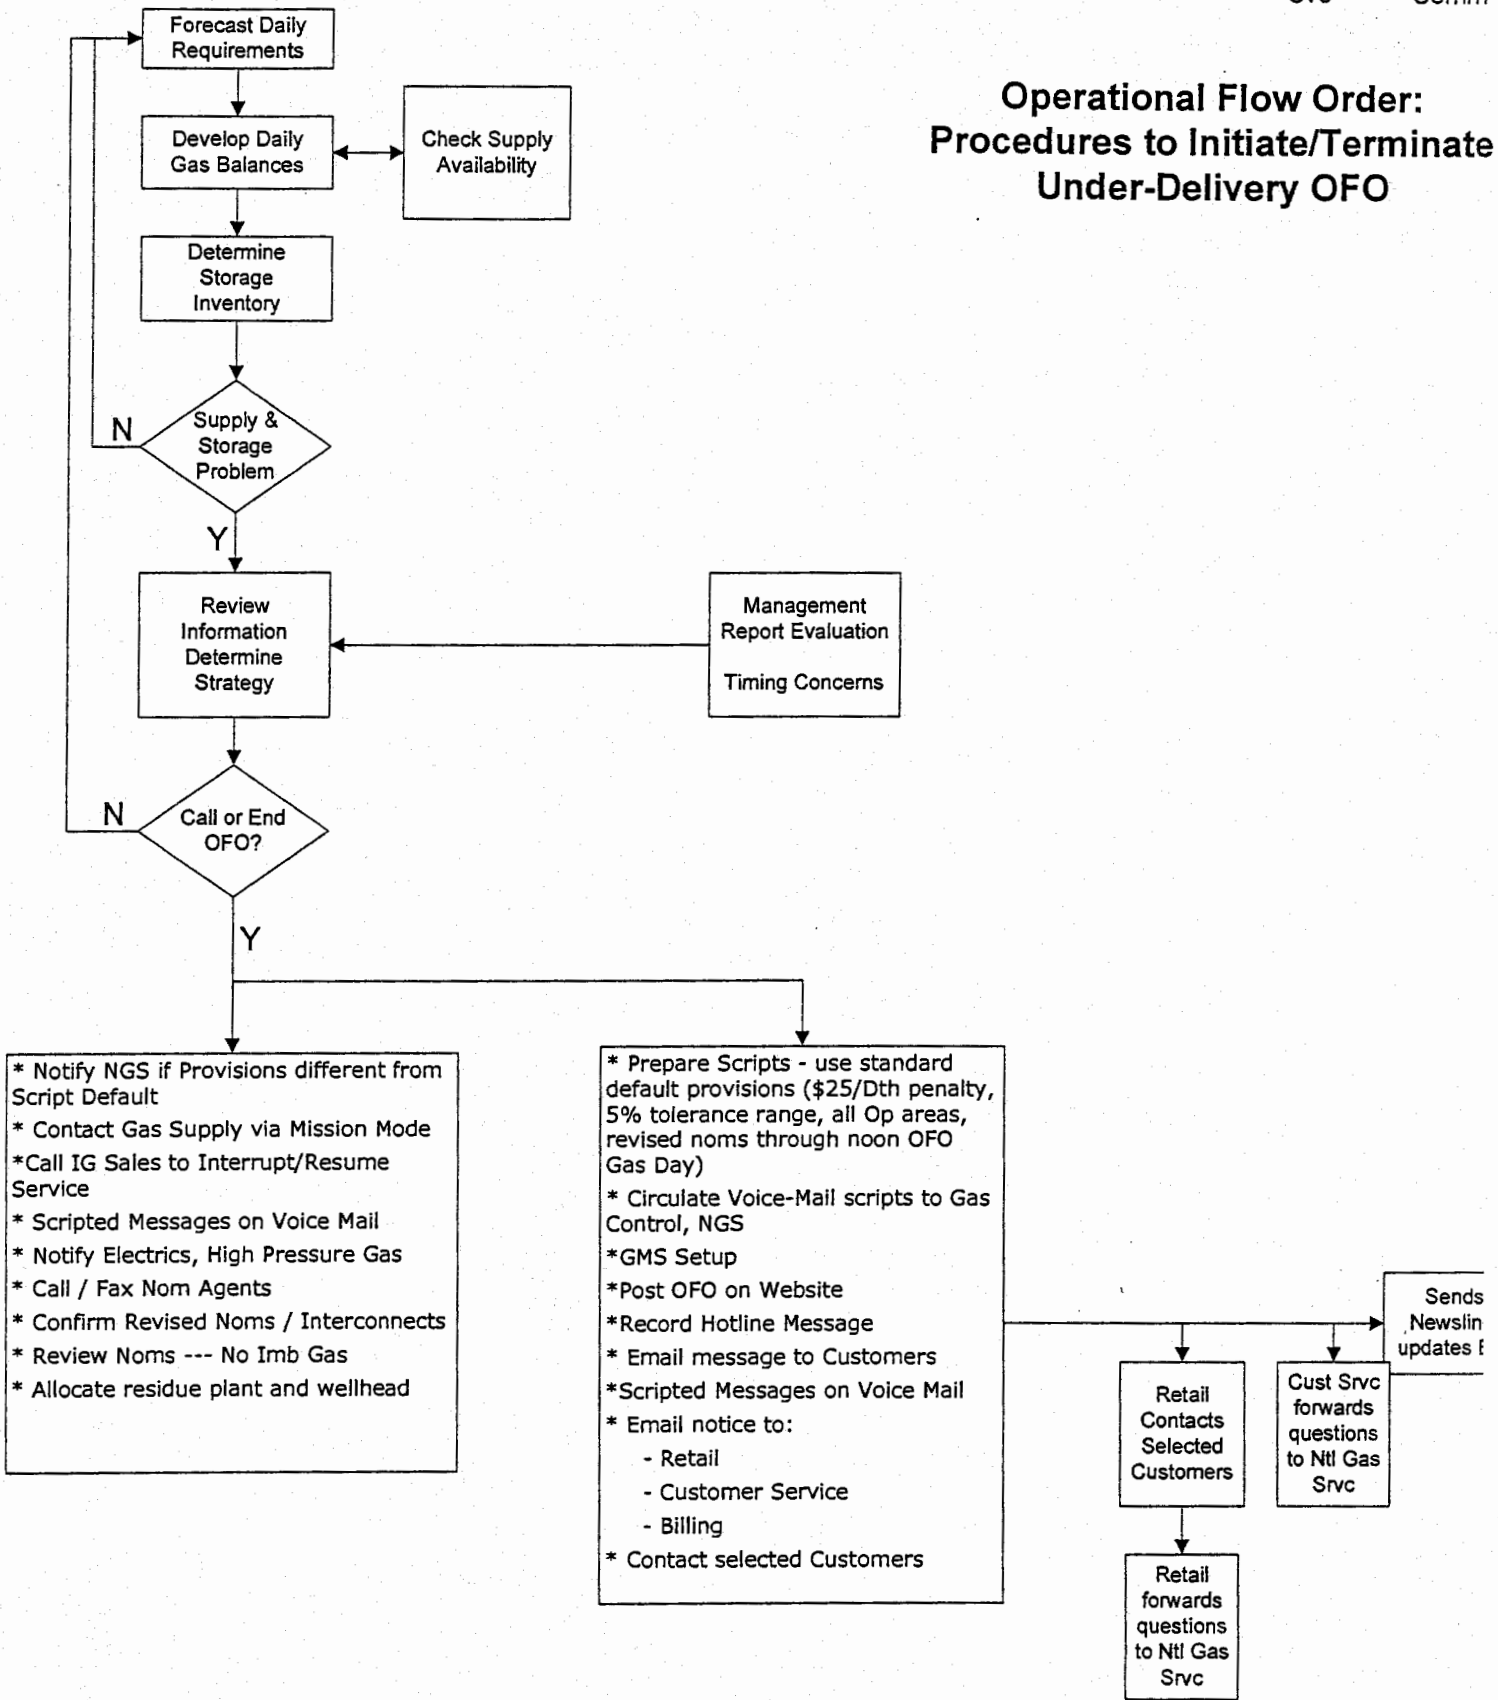 Operational Flow Order:
Procedures to Initiate/Terminate
Under-Delivery OFO
Forecast Daily
Requirements
Develop Daily
Gas Balances
Check Supply
Availability
Determine
Storage
Inventory
Supply &
Storage
Problem
N
Y
Review
Information
Determine
Strategy
Management
Report Evaluation
Timing Concerns
Call or End
OFO?
N
Y
* Notify NGS if Provisions different from
Script Default
* Contact Gas Supply via Mission Mode
*Call IG Sales to Interrupt/Resume
Service
* Scripted Messages on Voice Mail
* Notify Electrics, High Pressure Gas
* Call / Fax Nom Agents
* Confirm Revised Noms / Interconnects
* Review Noms --- No Imb Gas
* Allocate residue plant and wellhead
* Prepare Scripts - use standard
default provisions ($25/Dth penalty,
5% tolerance range, all Op areas,
revised noms through noon OFO
Gas Day)
* Circulate Voice-Mail scripts to Gas
Control, NGS
*GMS Setup
*Post OFO on Website
*Record Hotline Message
* Email message to Customers
*Scripted Messages on Voice Mail
* Email notice to:
- Retail
- Customer Service
- Billing
* Contact selected Customers
Retail
Contacts
Selected
Customers
Retail
forwards
questions
to Ntl Gas
Srvc
Cust Srvc
forwards
questions
to Ntl Gas
Srvc
Sends
Newslin
updates